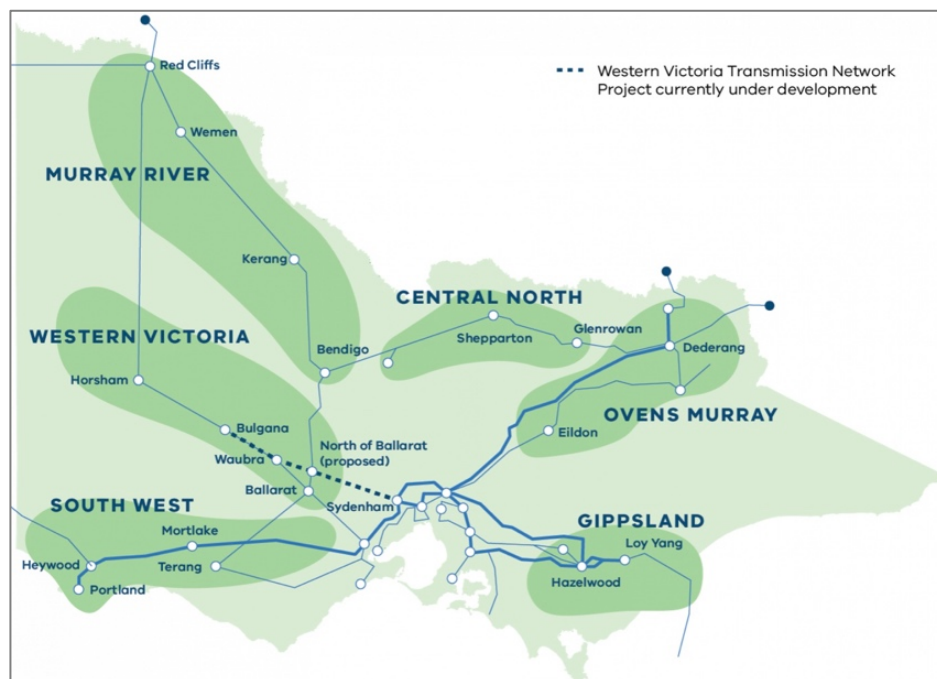 Western Victoria Transmission Network
Project currently under development
Red Cliffs
Wemen
MURRAY RIVER
Kerang
CENTRAL NORTH
Shepparton
Glenrowan
Dederang
WESTERN VICTORIA
Bendigo
Horsham
OVENS MURRAY
Eildon
Bulgana
North of Ballarat
(proposed)
Waubra
Ballarat
Sydenham
SOUTH WEST
Mortlake
GIPPSLAND
Loy Yang
Heywood
Terang
Hazelwood
Portland